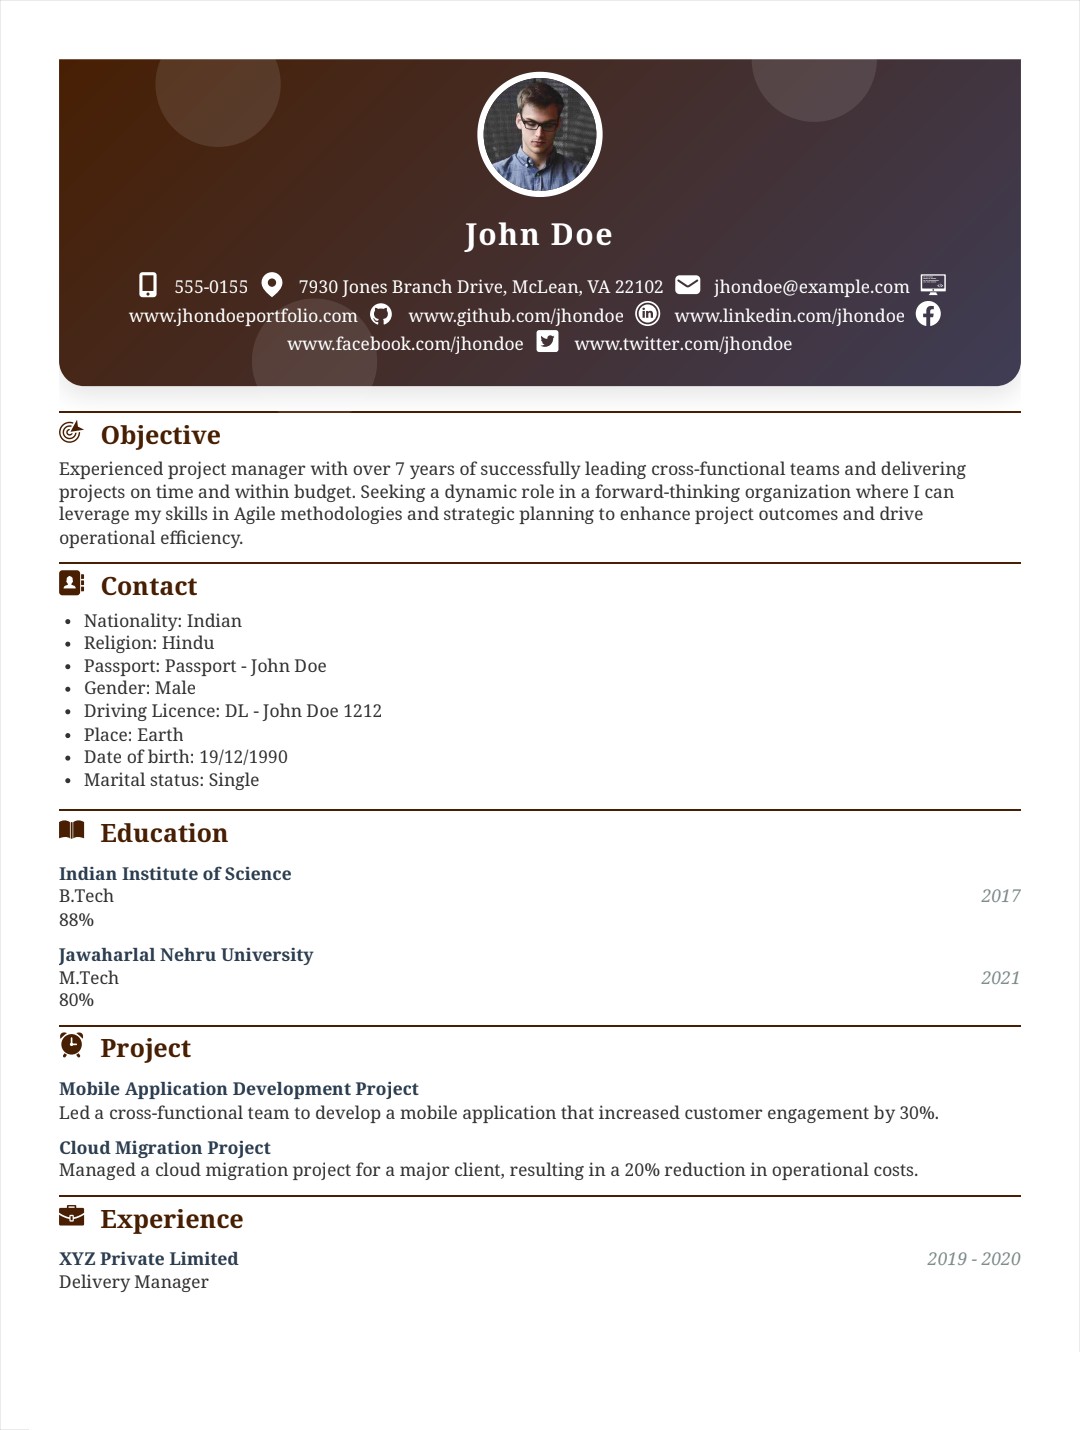 John Doe
555-0155 7930 Jones Branch Drive, McLean, VA 22102 jhondoe@example.com
www.jhondoeportfolio.com www.github.com/jhondoe www.linkedin.com/jhondoe
www.facebook.com/jhondoe www.twitter.com/jhondoe
Objective
Experienced project manager with over 7 years of successfully leading cross-functional teams and delivering
projects on time and within budget. Seeking a dynamic role in a forward-thinking organization where I can
leverage my skills in Agile methodologies and strategic planning to enhance project outcomes and drive
operational efficiency.
Contact
• Nationality: Indian
• Religion: Hindu
• Passport: Passport - John Doe
• Gender: Male
• Driving Licence: DL - John Doe 1212
• Place: Earth
• Date of birth: 19/12/1990
• Marital status: Single
Education
Indian Institute of Science
B.Tech 2017
88%
Jawaharlal Nehru University
M.Tech 2021
80%
Project
Mobile Application Development Project
Led a cross-functional team to develop a mobile application that increased customer engagement by 30%.
Cloud Migration Project
Managed a cloud migration project for a major client, resulting in a 20% reduction in operational costs.
Experience
XYZ Private Limited 2019 - 2020
Delivery Manager